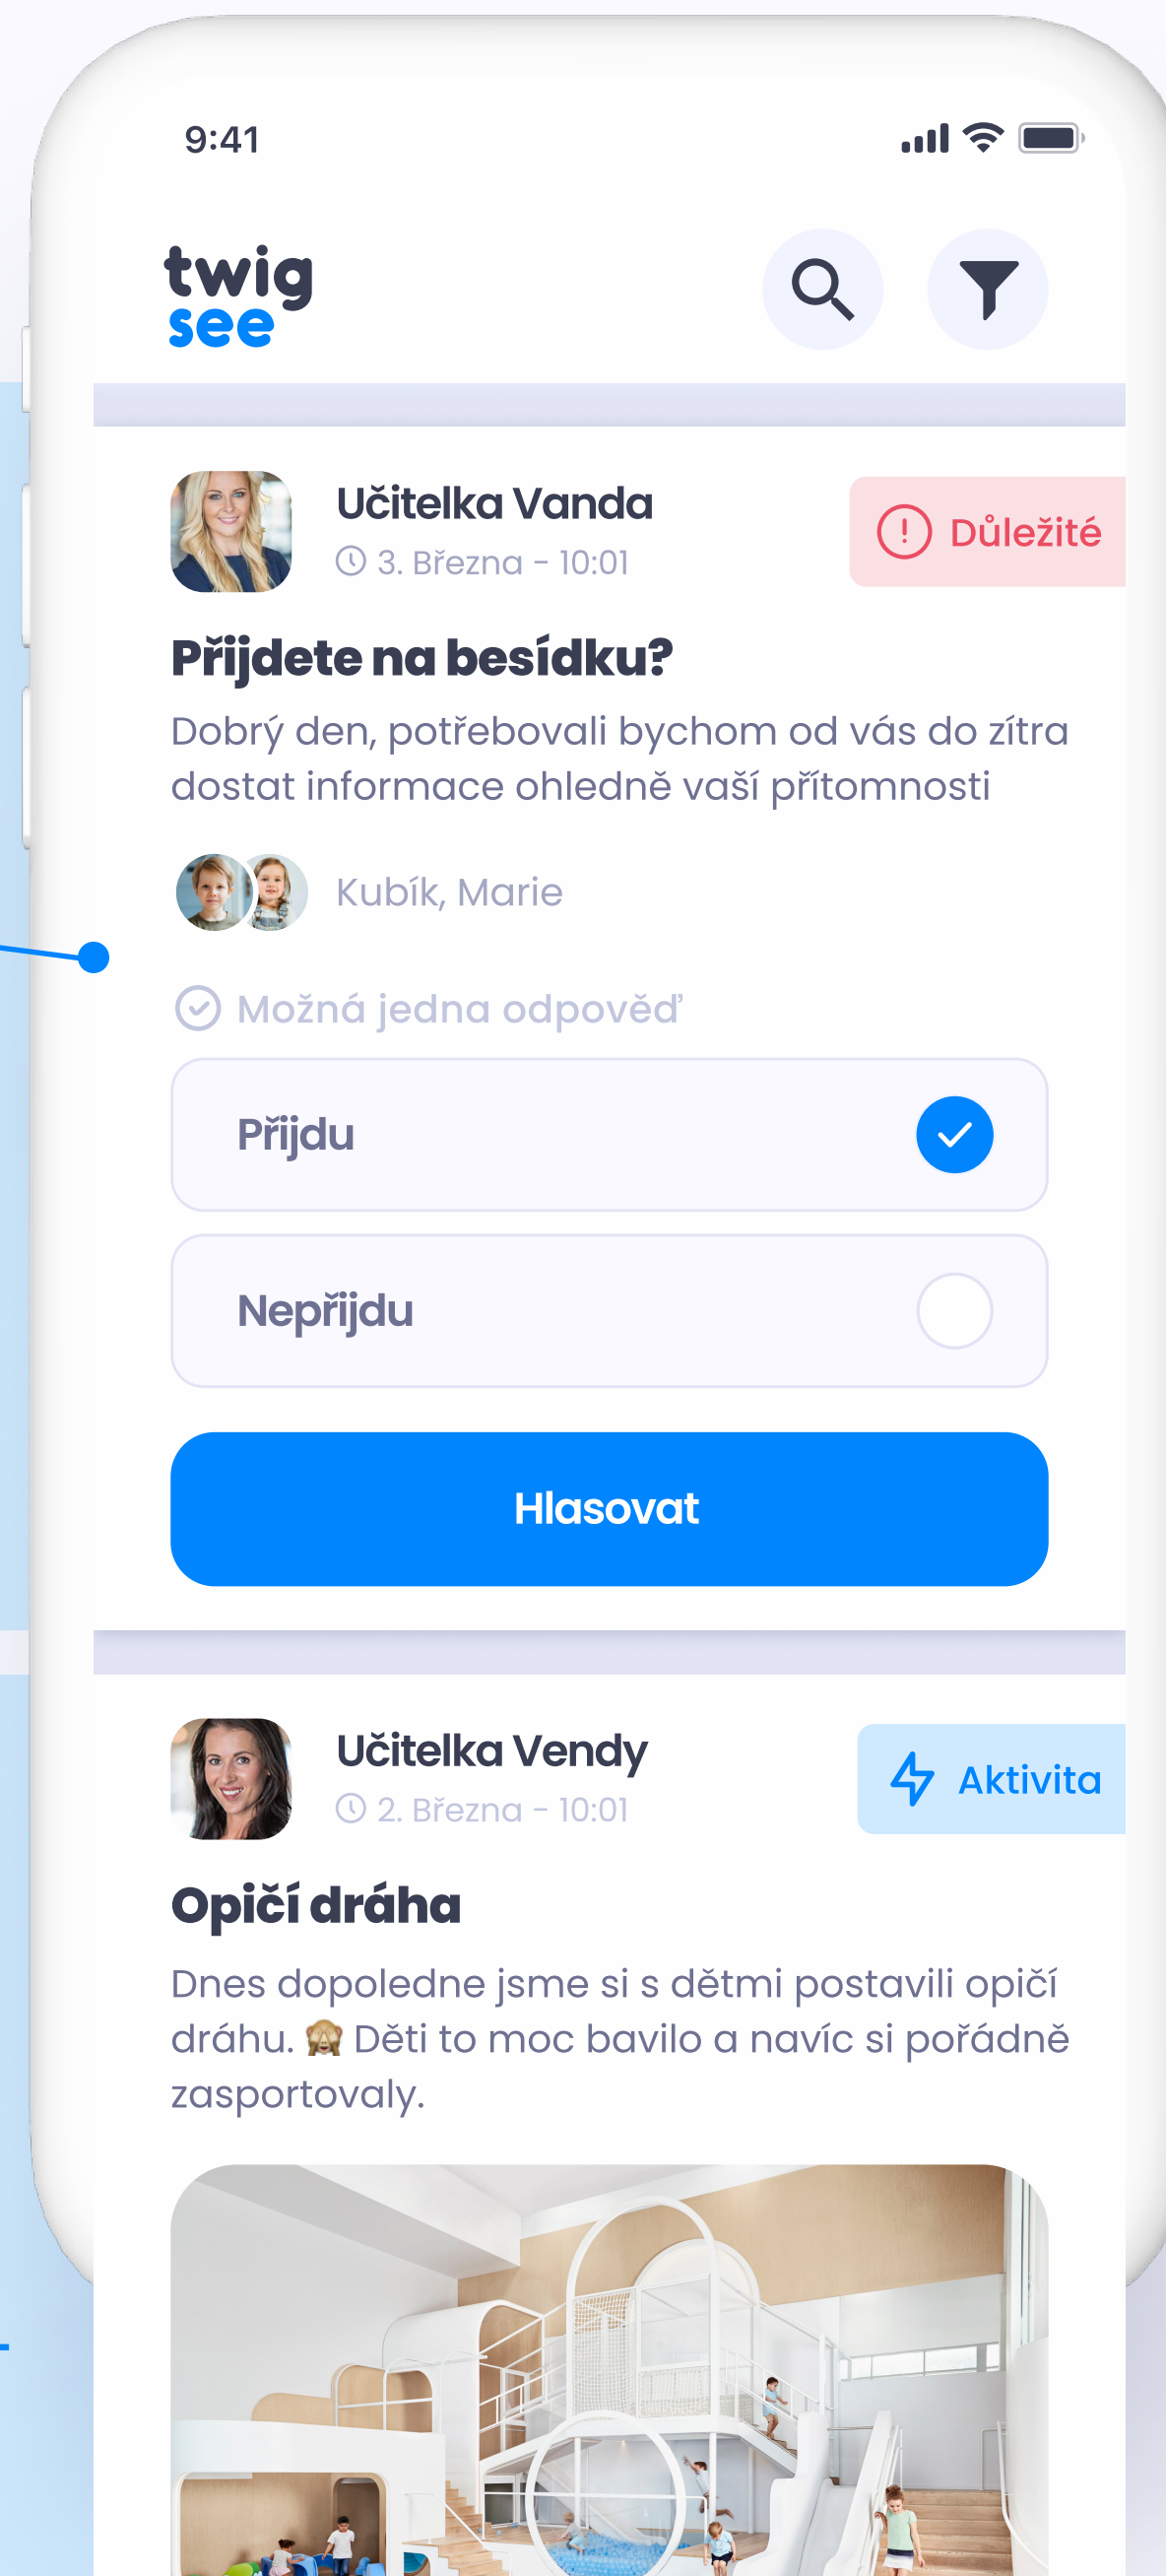 9:41
twig
see
Učitelka Vanda
3. Března - 10:01
Důležité
Přijdete na besídku?
Dobrý den, potřebovali bychom od vás do zítra
dostat informace ohledně vaší přítomnosti
Kubík, Marie
Možná jedna odpověď
Přijdu
Nepřijdu
Hlasovat
Učitelka Vendy
2. Března - 10:01
Aktivita
Opičí dráha
Dnes dopoledne jsme si s dětmi postavili opičí
dráhu. 🙈 Děti to moc bavilo a navíc si pořádně
zasportovaly.